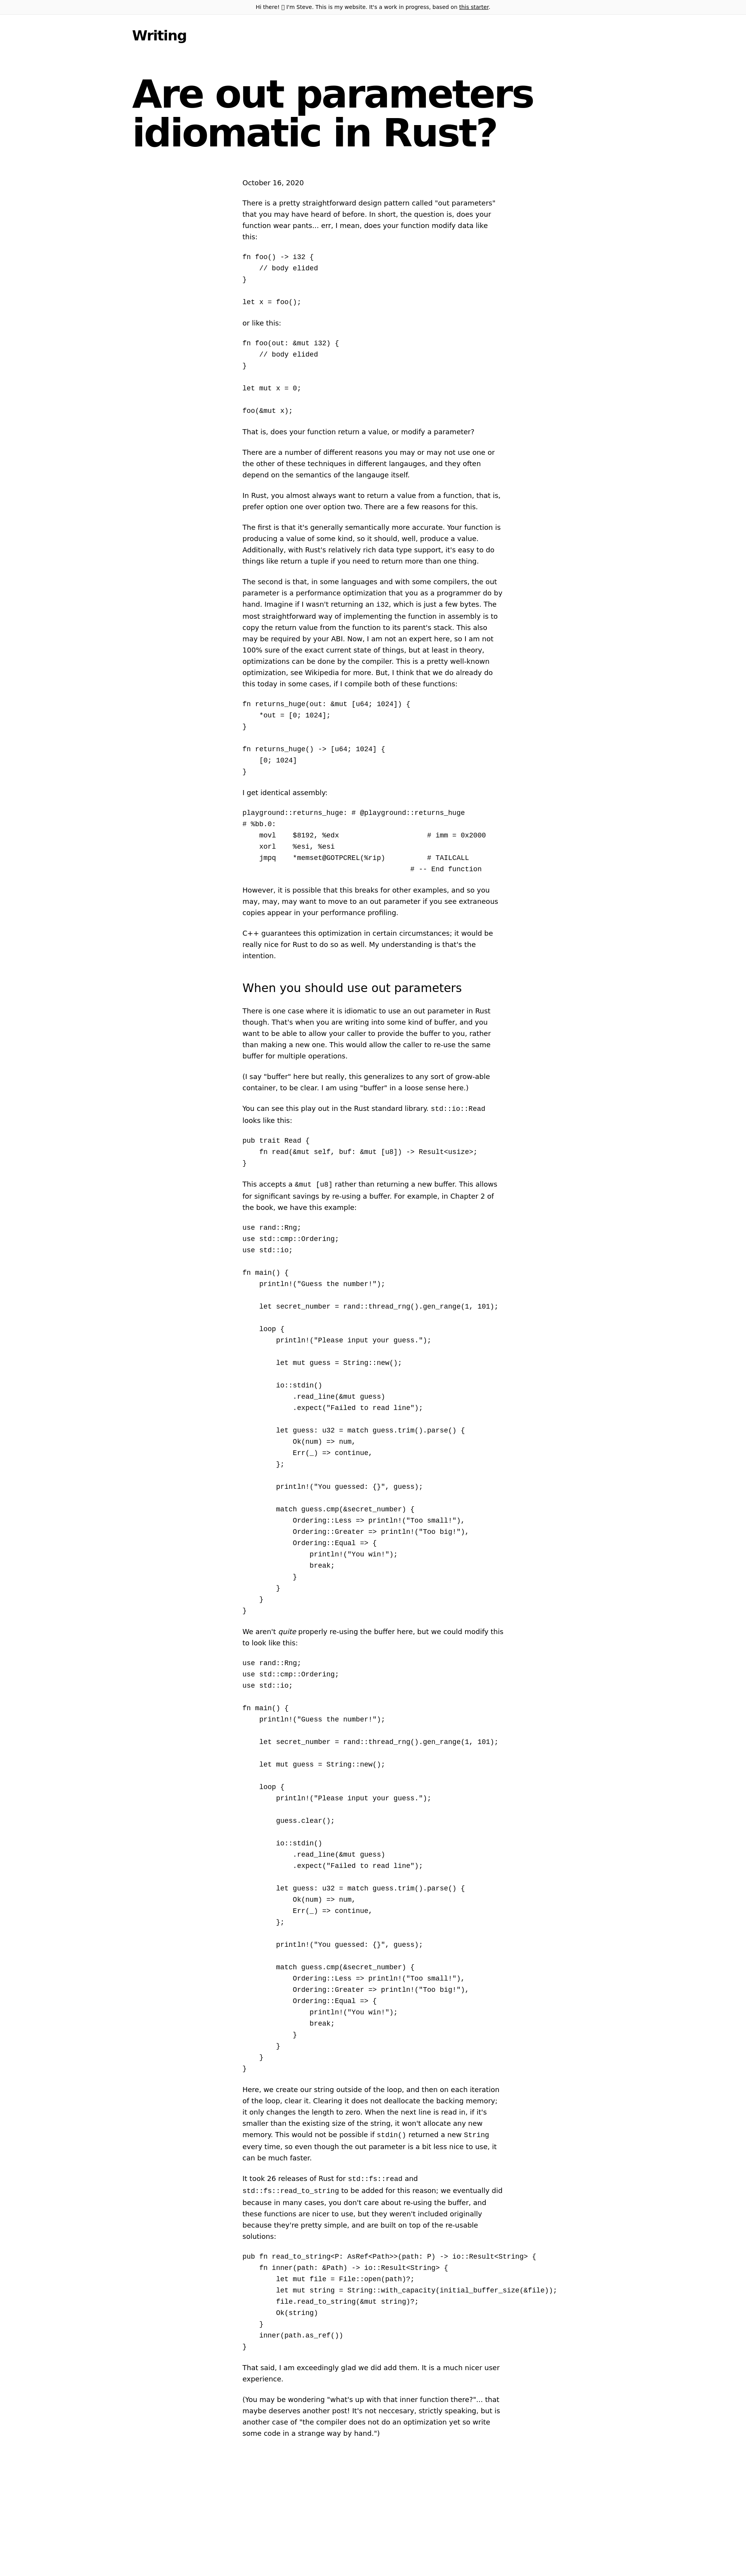 Hi there! I'm Steve. This is my website. It's a work in progress, based on this starter.
Writing
Are out parameters
idiomatic in Rust?
October 16, 2020
There is a pretty straightforward design pattern called "out parameters"
that you may have heard of before. In short, the question is, does your
function wear pants... err, I mean, does your function modify data like
this:
fn foo() -> i32 {
    // body elided
}
let x = foo();
or like this:
fn foo(out: &mut i32) {
    // body elided
}
let mut x = 0;
foo(&mut x);
That is, does your function return a value, or modify a parameter?
There are a number of different reasons you may or may not use one or
the other of these techniques in different langauges, and they often
depend on the semantics of the langauge itself.
In Rust, you almost always want to return a value from a function, that is,
prefer option one over option two. There are a few reasons for this.
The first is that it's generally semantically more accurate. Your function is
producing a value of some kind, so it should, well, produce a value.
Additionally, with Rust's relatively rich data type support, it's easy to do
things like return a tuple if you need to return more than one thing.
The second is that, in some languages and with some compilers, the out
parameter is a performance optimization that you as a programmer do by
hand. Imagine if I wasn't returning an i32, which is just a few bytes. The
most straightforward way of implementing the function in assembly is to
copy the return value from the function to its parent's stack. This also
may be required by your ABI. Now, I am not an expert here, so I am not
100% sure of the exact current state of things, but at least in theory,
optimizations can be done by the compiler. This is a pretty well-known
optimization, see Wikipedia for more. But, I think that we do already do
this today in some cases, if I compile both of these functions:
fn returns_huge(out: &mut [u64; 1024]) {
    *out = [0; 1024];
}
fn returns_huge() -> [u64; 1024] {
    [0; 1024]
}
I get identical assembly:
playground::returns_huge: # @playground::returns_huge
# %bb.0:
    movl    $8192, %edx                     # imm = 0x2000
    xorl    %esi, %esi
    jmpq    *memset@GOTPCREL(%rip)          # TAILCALL
                                        # -- End function
However, it is possible that this breaks for other examples, and so you
may, may, may want to move to an out parameter if you see extraneous
copies appear in your performance profiling.
C++ guarantees this optimization in certain circumstances; it would be
really nice for Rust to do so as well. My understanding is that's the
intention.
When you should use out parameters
There is one case where it is idiomatic to use an out parameter in Rust
though. That's when you are writing into some kind of buffer, and you
want to be able to allow your caller to provide the buffer to you, rather
than making a new one. This would allow the caller to re-use the same
buffer for multiple operations.
(I say "buffer" here but really, this generalizes to any sort of grow-able
container, to be clear. I am using "buffer" in a loose sense here.)
You can see this play out in the Rust standard library. std::io::Read
looks like this:
pub trait Read {
    fn read(&mut self, buf: &mut [u8]) -> Result<usize>;
}
This accepts a &mut [u8] rather than returning a new buffer. This allows
for significant savings by re-using a buffer. For example, in Chapter 2 of
the book, we have this example:
use rand::Rng;
use std::cmp::Ordering;
use std::io;
fn main() {
    println!("Guess the number!");
    let secret_number = rand::thread_rng().gen_range(1, 101);
    loop {
        println!("Please input your guess.");
        let mut guess = String::new();
        io::stdin()
            .read_line(&mut guess)
            .expect("Failed to read line");
        let guess: u32 = match guess.trim().parse() {
            Ok(num) => num,
            Err(_) => continue,
        };
        println!("You guessed: {}", guess);
        match guess.cmp(&secret_number) {
            Ordering::Less => println!("Too small!"),
            Ordering::Greater => println!("Too big!"),
            Ordering::Equal => {
                println!("You win!");
                break;
            }
        }
    }
}
We aren't quite properly re-using the buffer here, but we could modify this
to look like this:
use rand::Rng;
use std::cmp::Ordering;
use std::io;
fn main() {
    println!("Guess the number!");
    let secret_number = rand::thread_rng().gen_range(1, 101);
    let mut guess = String::new();
    loop {
        println!("Please input your guess.");
        guess.clear();
        io::stdin()
            .read_line(&mut guess)
            .expect("Failed to read line");
        let guess: u32 = match guess.trim().parse() {
            Ok(num) => num,
            Err(_) => continue,
        };
        println!("You guessed: {}", guess);
        match guess.cmp(&secret_number) {
            Ordering::Less => println!("Too small!"),
            Ordering::Greater => println!("Too big!"),
            Ordering::Equal => {
                println!("You win!");
                break;
            }
        }
    }
}
Here, we create our string outside of the loop, and then on each iteration
of the loop, clear it. Clearing it does not deallocate the backing memory;
it only changes the length to zero. When the next line is read in, if it's
smaller than the existing size of the string, it won't allocate any new
memory. This would not be possible if stdin() returned a new String
every time, so even though the out parameter is a bit less nice to use, it
can be much faster.
It took 26 releases of Rust for std::fs::read and
std::fs::read_to_string to be added for this reason; we eventually did
because in many cases, you don't care about re-using the buffer, and
these functions are nicer to use, but they weren't included originally
because they're pretty simple, and are built on top of the re-usable
solutions:
pub fn read_to_string<P: AsRef<Path>>(path: P) -> io::Result<String> {
    fn inner(path: &Path) -> io::Result<String> {
        let mut file = File::open(path)?;
        let mut string = String::with_capacity(initial_buffer_size(&file));
        file.read_to_string(&mut string)?;
        Ok(string)
    }
    inner(path.as_ref())
}
That said, I am exceedingly glad we did add them. It is a much nicer user
experience.
(You may be wondering "what's up with that inner function there?"... that
maybe deserves another post! It's not neccesary, strictly speaking, but is
another case of "the compiler does not do an optimization yet so write
some code in a strange way by hand.")